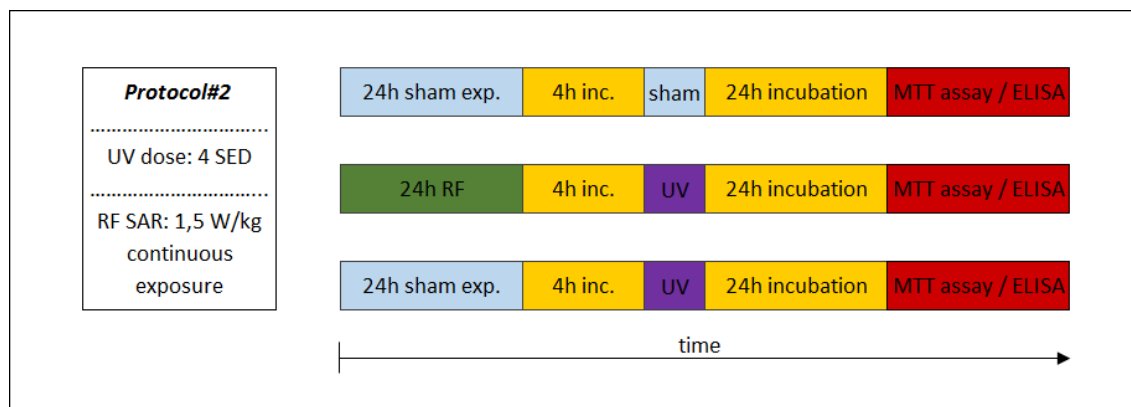 Protocol#2
………………………………...
UV dose: 4 SED
………………………………...
RF SAR: 1,5 W/kg
continuous
exposure
24h sham exp. 4h inc. sham 24h incubation MTT assay / ELISA
24h RF 4h inc. UV 24h incubation MTT assay / ELISA
24h sham exp. 4h inc. UV 24h incubation MTT assay / ELISA
time